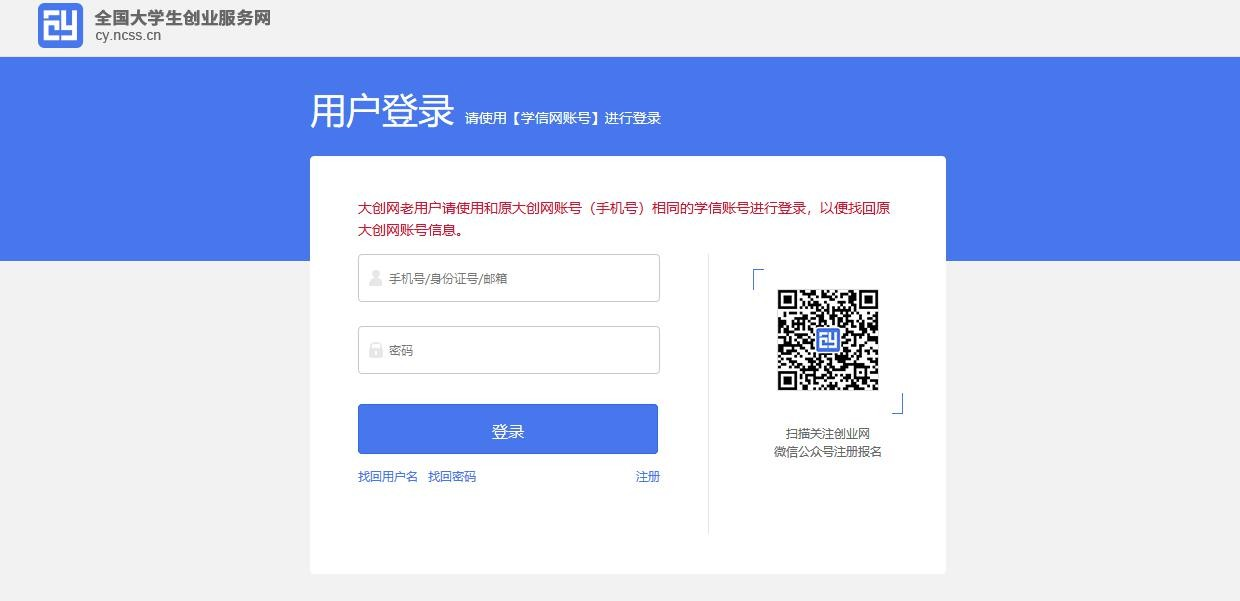 全国大学生创业服务网
cy.ncss.cn
用户登录 请使用【学信网账号】进行登录
大创网老用户请使用和原大创网账号（手机号）相同的学信账号进行登录，以便找回原
大创网账号信息。
手机号/身份证号/邮箱
密码
登录
找回用户名 找回密码 注册
扫描关注创业网
微信公众号注册报名